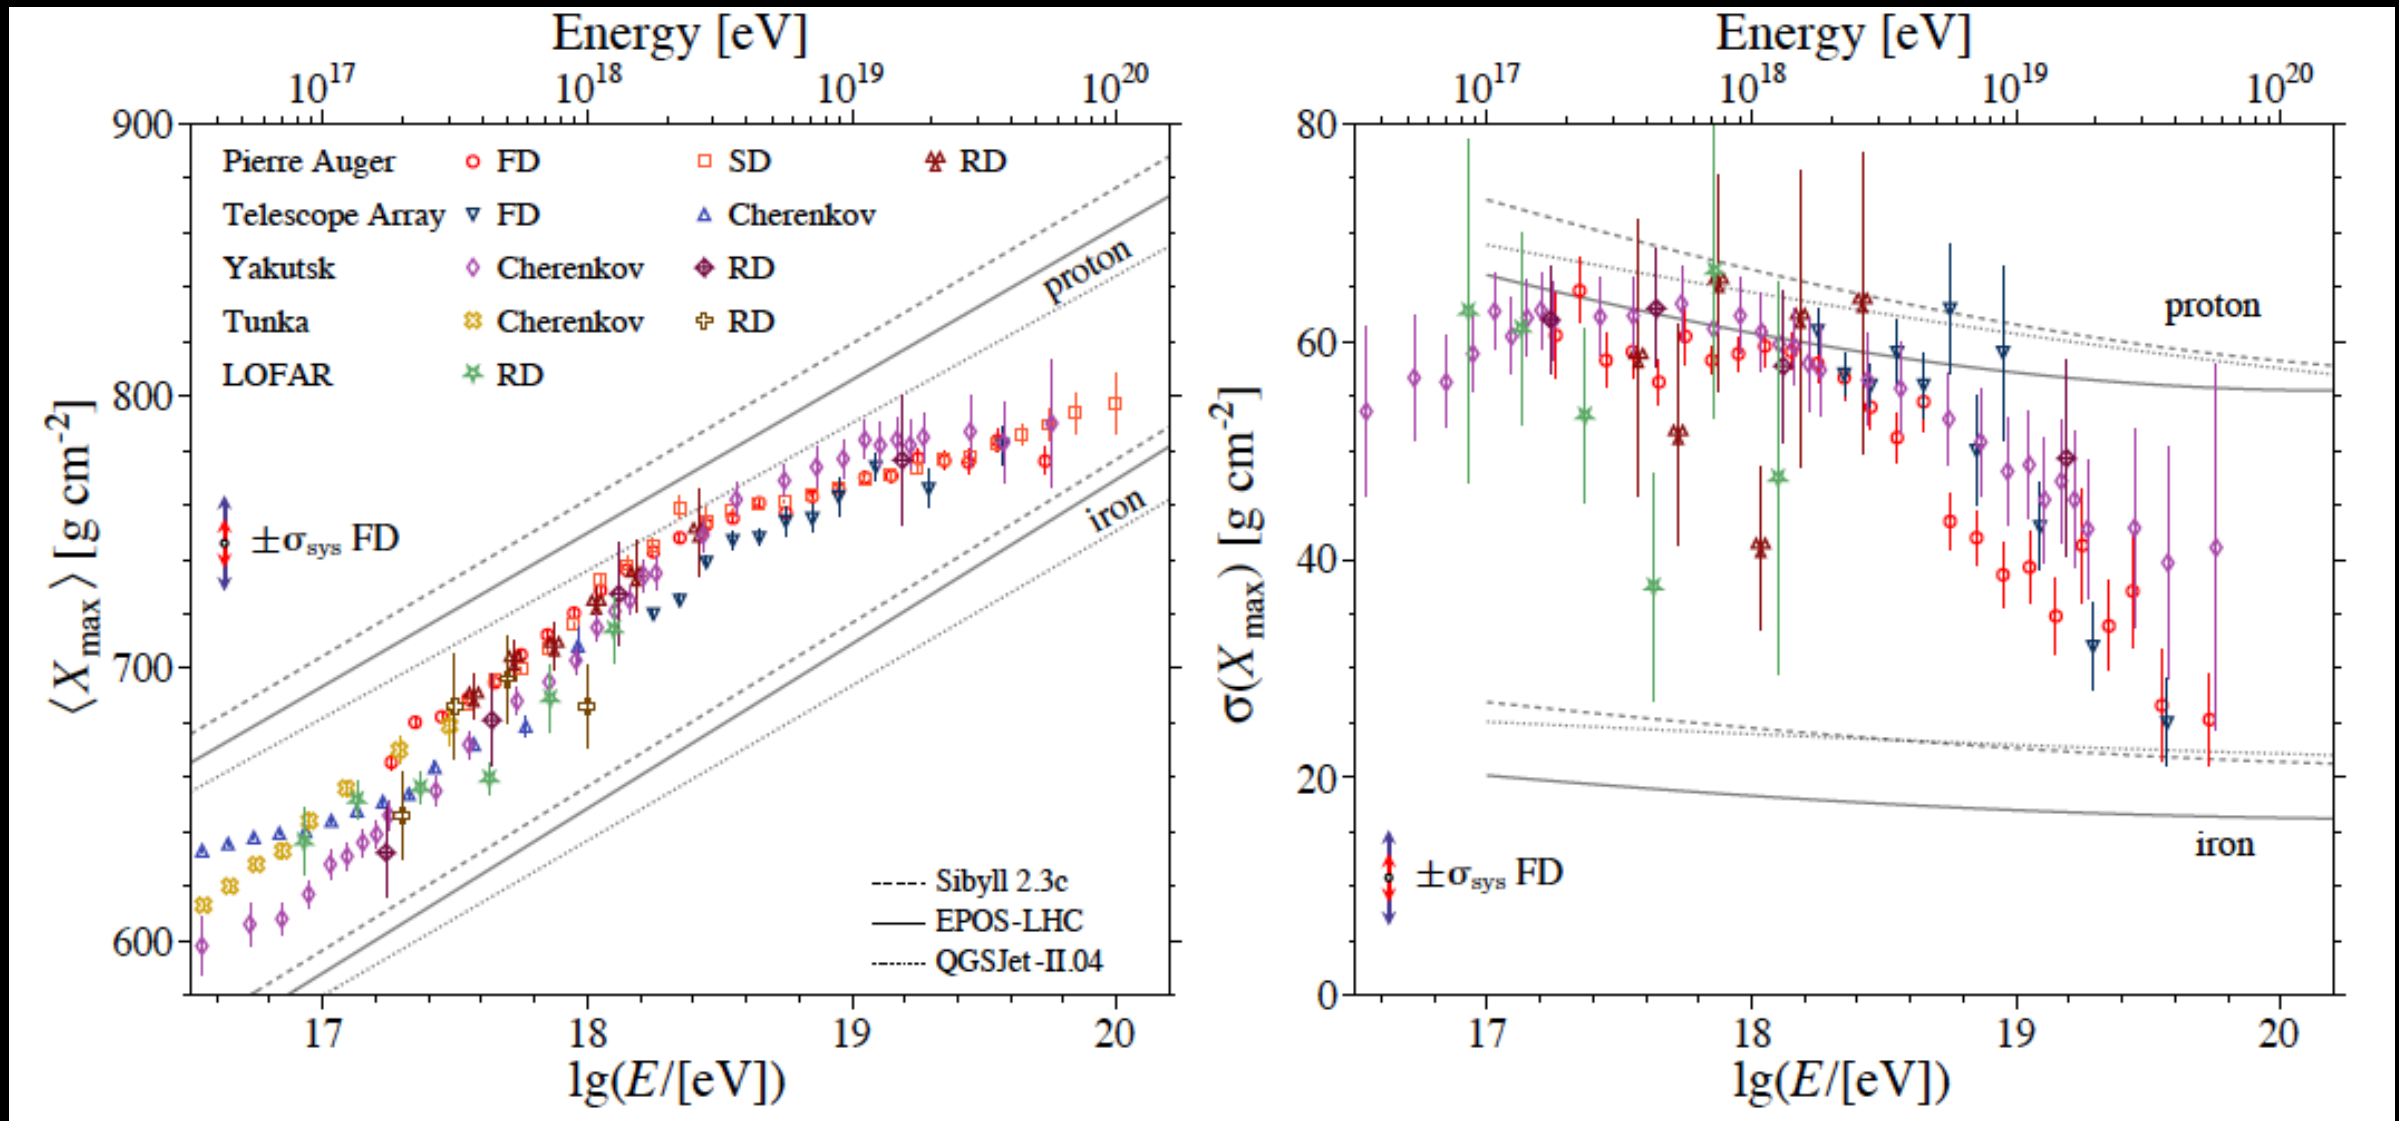 Energy [eV]
10^17 10^18 10^19 10^20
900
800
700
600
⟨X_max⟩ [g cm^-2]
Pierre Auger FD SD RD
Telescope Array FD Cherenkov
Yakutsk Cherenkov RD
Tunka Cherenkov RD
LOFAR RD
proton
iron
±σ_sys FD
Sibyll 2.3c
EPOS-LHC
QGSJet-II.04
17 18 19 20
lg(E/[eV])
Energy [eV]
10^17 10^18 10^19 10^20
80
60
40
20
0
σ(X_max) [g cm^-2]
proton
iron
±σ_sys FD
17 18 19 20
lg(E/[eV])